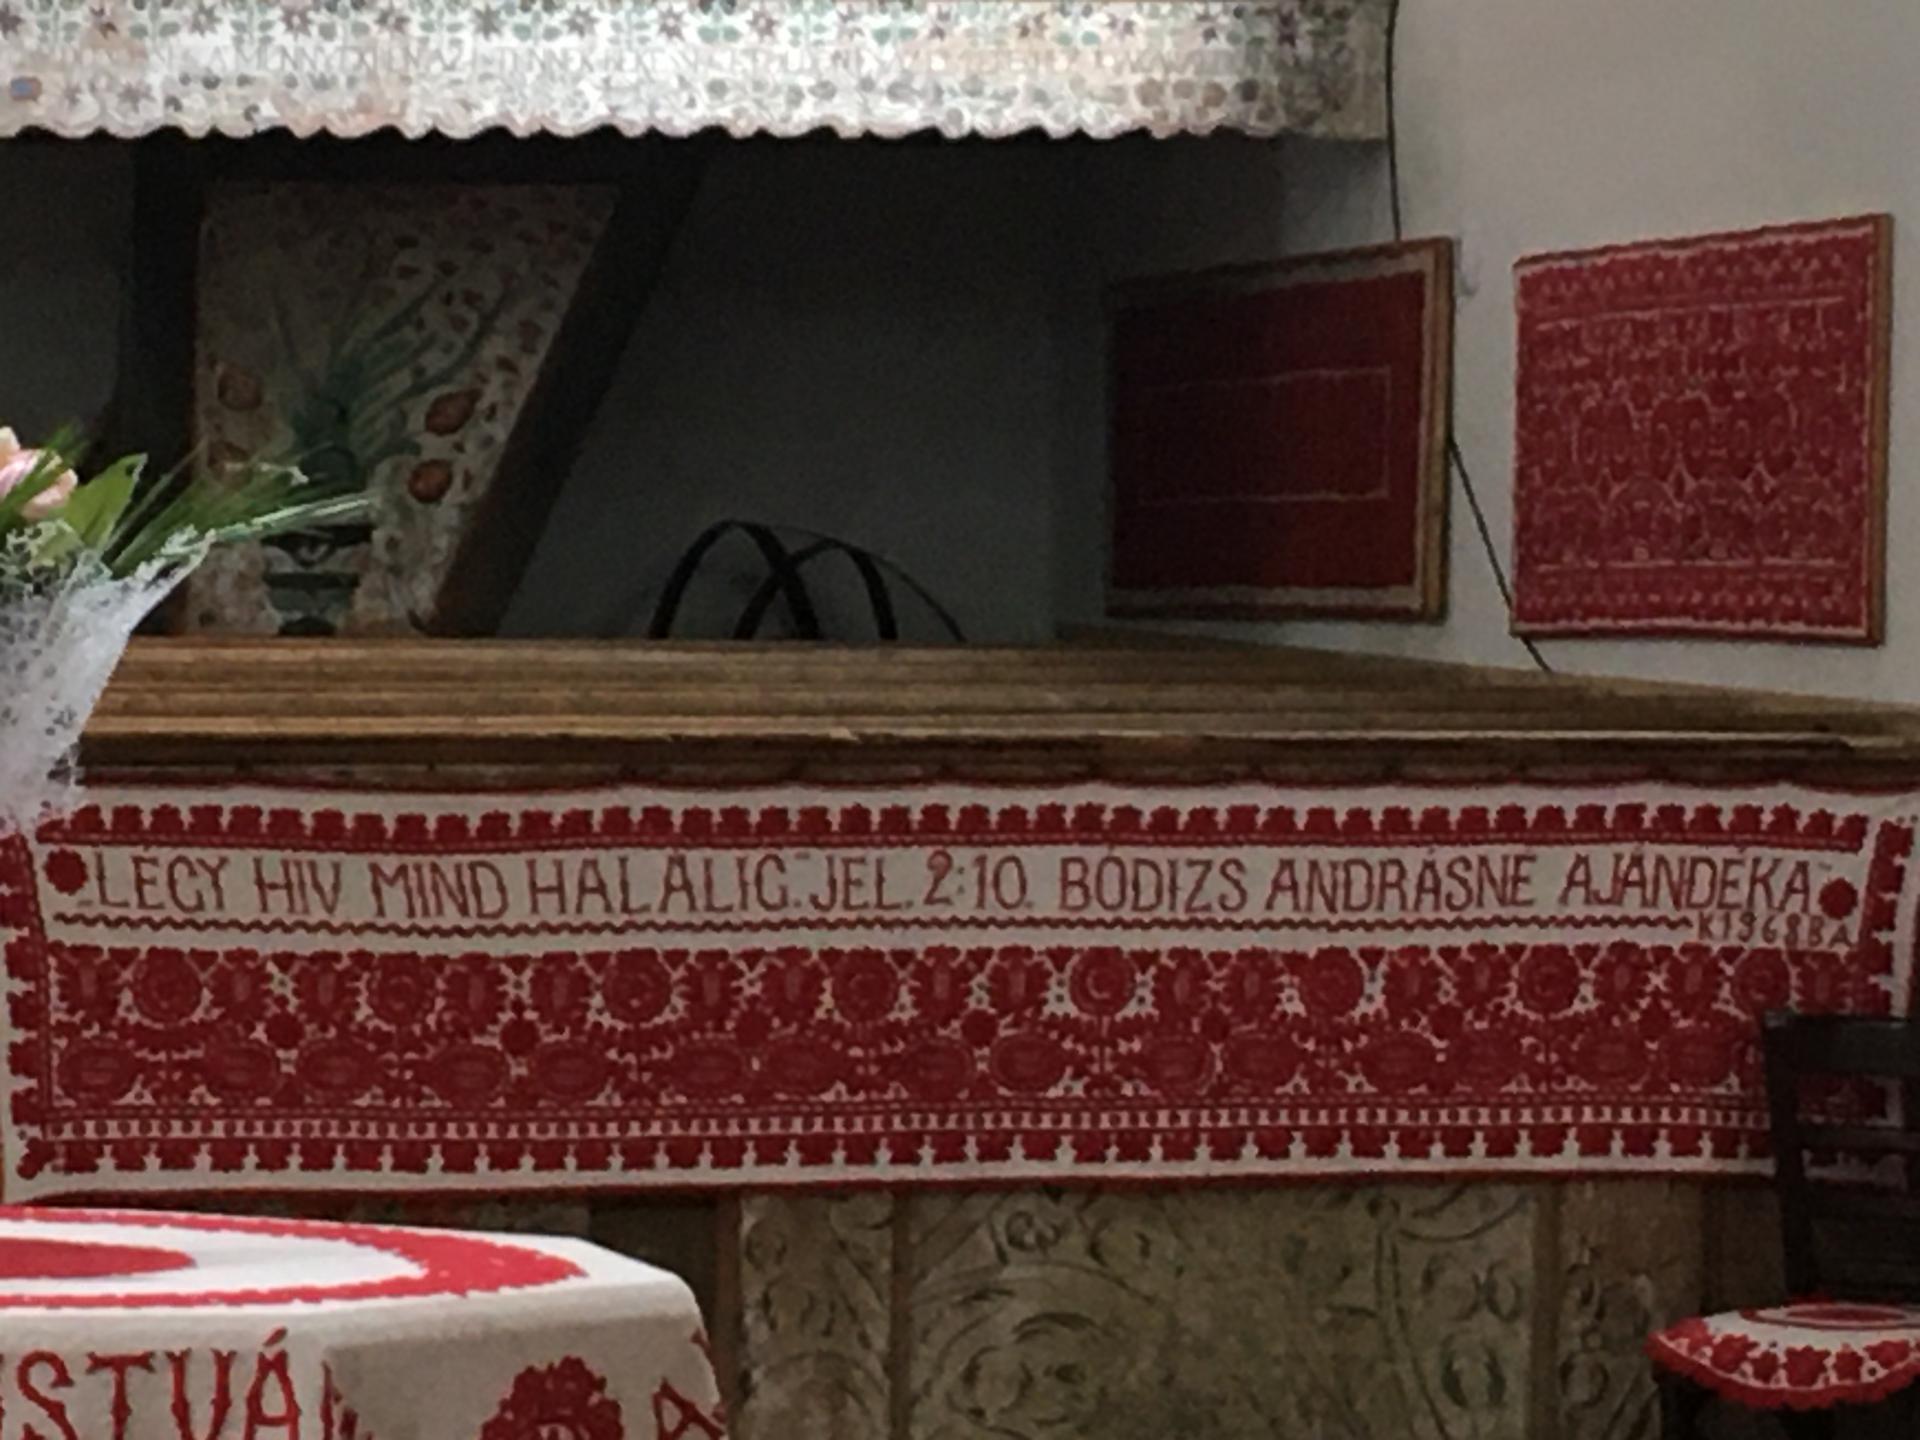 LÉGY HIV MIND HALÁLIG. JEL. 2:10. BÓDIZS ANDRÁSNÉ AJÁNDÉKA
K1968BA